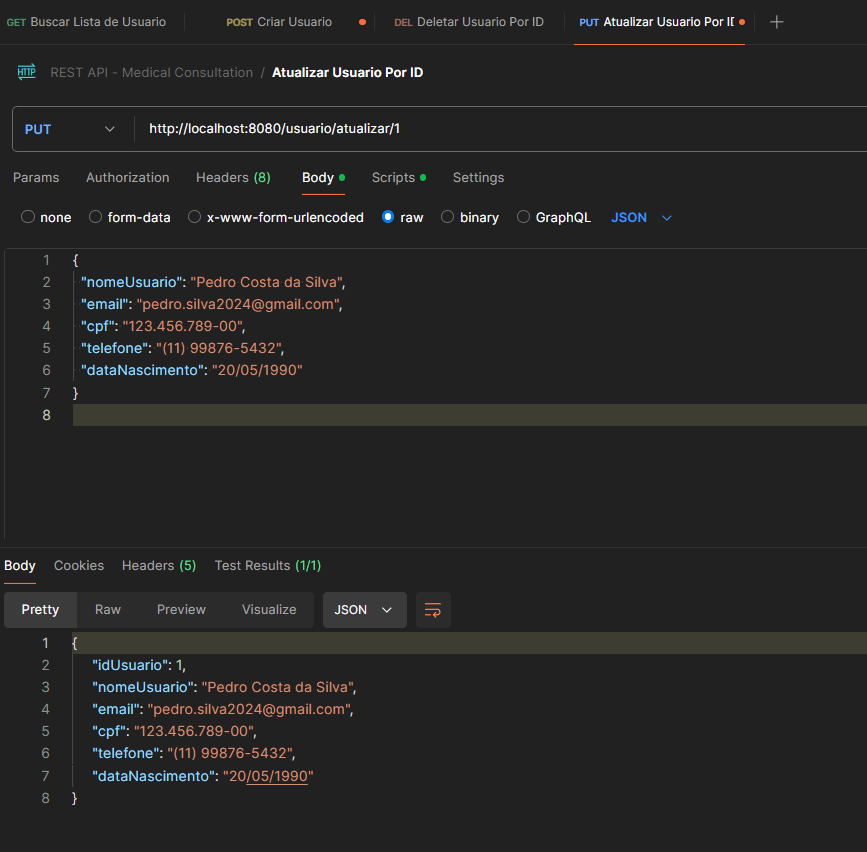 GET Buscar Lista de Usuario POST Criar Usuario DEL Deletar Usuario Por ID PUT Atualizar Usuario Por ID
HTTP REST API - Medical Consultation / Atualizar Usuario Por ID
PUT http://localhost:8080/usuario/atualizar/1
Params Authorization Headers (8) Body Scripts Settings
none form-data x-www-form-urlencoded raw binary GraphQL JSON
1 {
2 "nomeUsuario": "Pedro Costa da Silva",
3 "email": "pedro.silva2024@gmail.com",
4 "cpf": "123.456.789-00",
5 "telefone": "(11) 99876-5432",
6 "dataNascimento": "20/05/1990"
7 }
8
Body Cookies Headers (5) Test Results (1/1)
Pretty Raw Preview Visualize JSON
1 {
2 "idUsuario": 1,
3 "nomeUsuario": "Pedro Costa da Silva",
4 "email": "pedro.silva2024@gmail.com",
5 "cpf": "123.456.789-00",
6 "telefone": "(11) 99876-5432",
7 "dataNascimento": "20/05/1990"
8 }